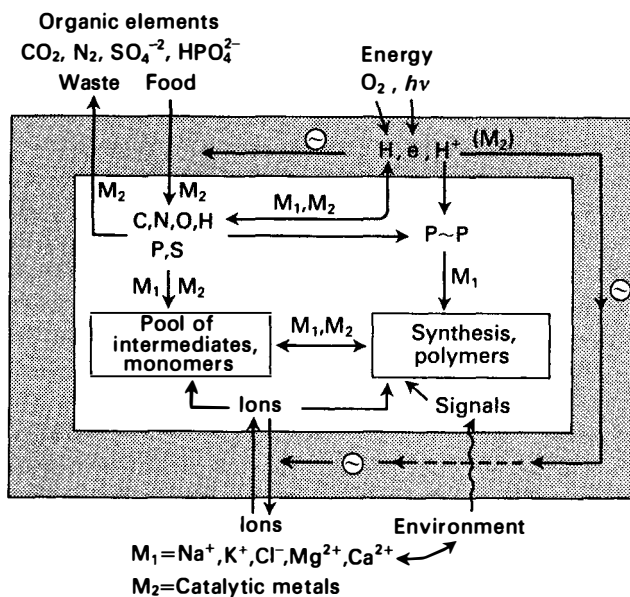 Organic elements
CO₂, N₂, SO₄⁻², HPO₄²⁻
Waste Food
Energy
O₂, hν
~
H, e, H⁺ (M₂)
M₂ M₂
M₁,M₂
C,N,O,H
P,S
P~P
M₁ M₂
M₁
~
Pool of
intermediates,
monomers
M₁,M₂
Synthesis,
polymers
Ions
Signals
~
Ions
Environment
M₁=Na⁺,K⁺,Cl⁻,Mg²⁺,Ca²⁺
M₂=Catalytic metals